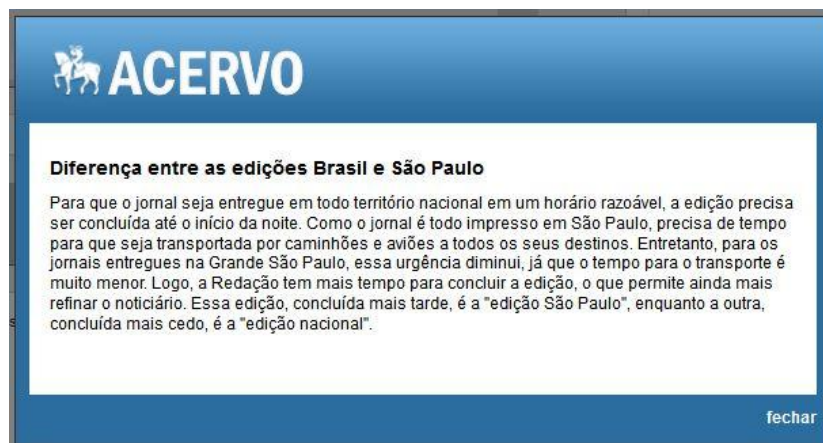 ACERVO
Diferença entre as edições Brasil e São Paulo
Para que o jornal seja entregue em todo território nacional em um horário razoável, a edição precisa
ser concluída até o início da noite. Como o jornal é todo impresso em São Paulo, precisa de tempo
para que seja transportada por caminhões e aviões a todos os seus destinos. Entretanto, para os
jornais entregues na Grande São Paulo, essa urgência diminui, já que o tempo para o transporte é
muito menor. Logo, a Redação tem mais tempo para concluir a edição, o que permite ainda mais
refinar o noticiário. Essa edição, concluída mais tarde, é a "edição São Paulo", enquanto a outra,
concluída mais cedo, é a "edição nacional".
fechar